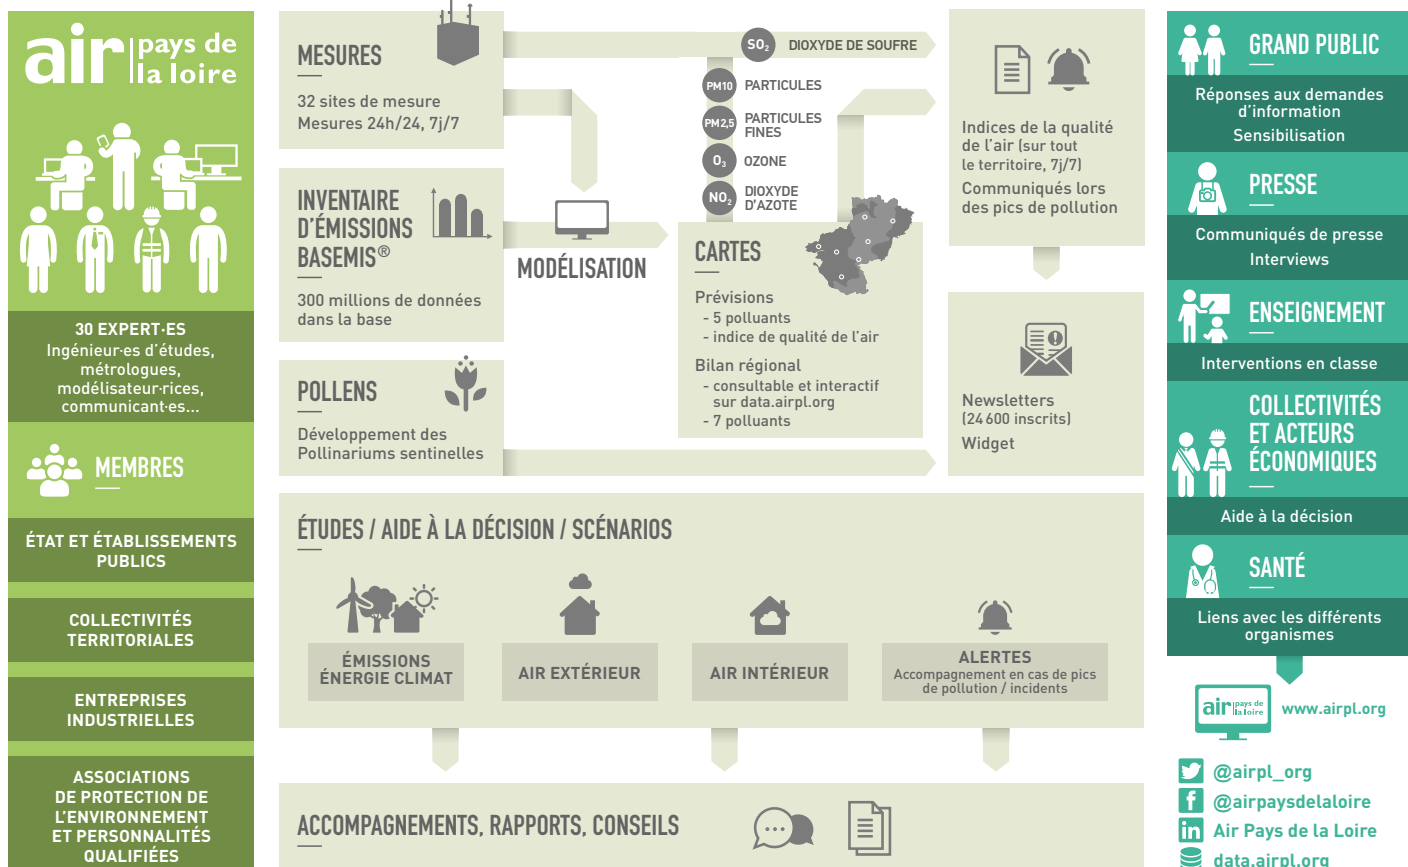 air pays de
la loire
30 EXPERT·ES
Ingénieur·es d'études,
métrologues,
modélisateur·rices,
communicant·es...
MEMBRES
ÉTAT ET ÉTABLISSEMENTS
PUBLICS
COLLECTIVITÉS
TERRITORIALES
ENTREPRISES
INDUSTRIELLES
ASSOCIATIONS
DE PROTECTION DE
L'ENVIRONNEMENT
ET PERSONNALITÉS
QUALIFIÉES
MESURES
32 sites de mesure
Mesures 24h/24, 7j/7
INVENTAIRE
D'ÉMISSIONS
BASEMIS®
300 millions de données
dans la base
POLLENS
Développement des
Pollinariums sentinelles
MODÉLISATION
SO₂ DIOXYDE DE SOUFRE
PM10 PARTICULES
PM2,5 PARTICULES
FINES
O₃ OZONE
NO₂ DIOXYDE
D'AZOTE
CARTES
Prévisions
- 5 polluants
- indice de qualité de l'air
Bilan régional
- consultable et interactif
sur data.airpl.org
- 7 polluants
Indices de la qualité
de l'air (sur tout
le territoire, 7j/7)
Communiqués lors
des pics de pollution
Newsletters
(24 600 inscrits)
Widget
ÉTUDES / AIDE À LA DÉCISION / SCÉNARIOS
ÉMISSIONS
ÉNERGIE CLIMAT
AIR EXTÉRIEUR
AIR INTÉRIEUR
ALERTES
Accompagnement en cas de pics
de pollution / incidents
ACCOMPAGNEMENTS, RAPPORTS, CONSEILS
GRAND PUBLIC
Réponses aux demandes
d'information
Sensibilisation
PRESSE
Communiqués de presse
Interviews
ENSEIGNEMENT
Interventions en classe
COLLECTIVITÉS
ET ACTEURS
ÉCONOMIQUES
Aide à la décision
SANTÉ
Liens avec les différents
organismes
air pays de
la loire
www.airpl.org
@airpl_org
@airpaysdelaloire
Air Pays de la Loire
data.airpl.org